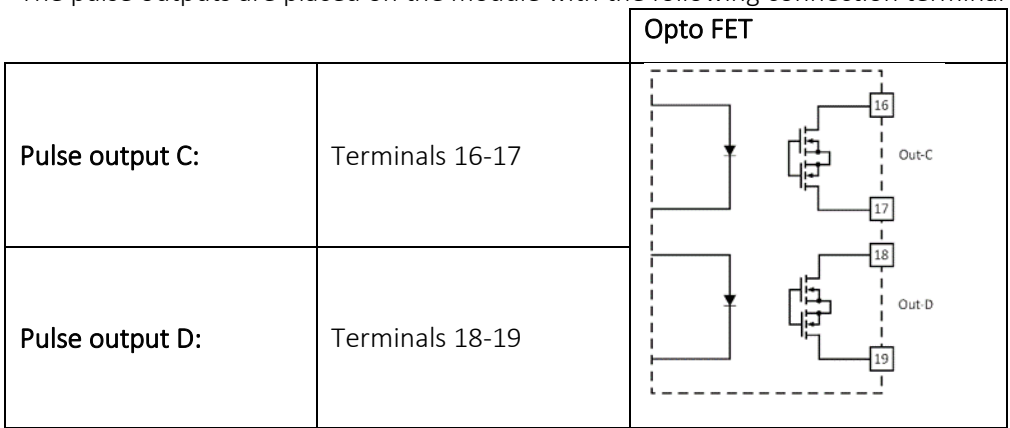 The pulse outputs are placed on the module with the following connection terminal
Opto FET
Pulse output C:
Terminals 16-17
16
Out-C
17
Pulse output D:
Terminals 18-19
18
Out-D
19